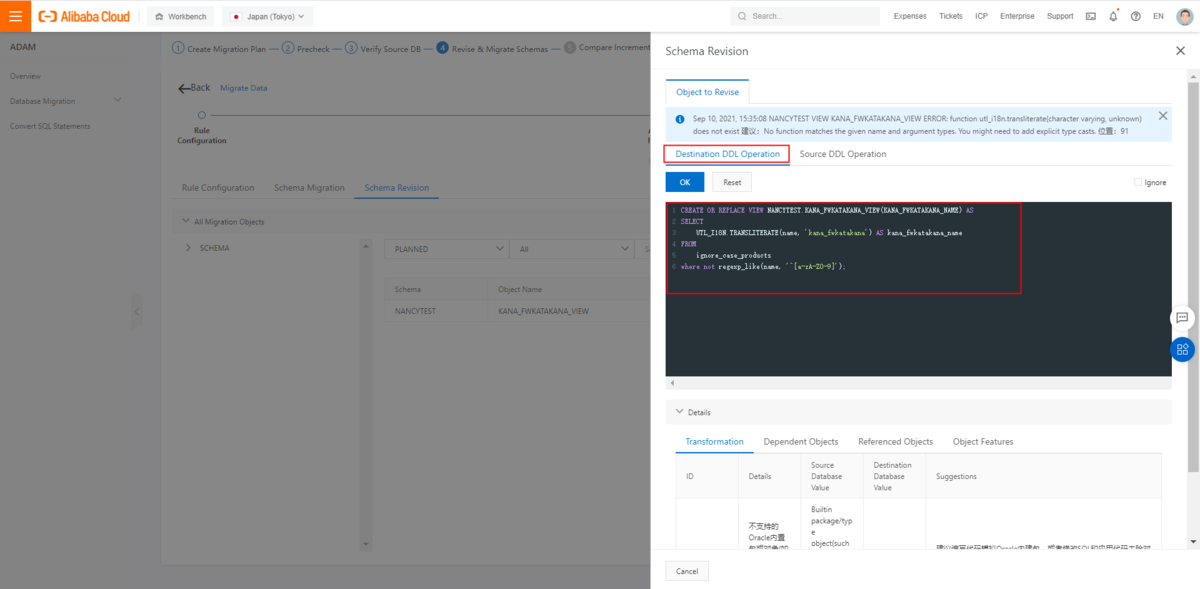 Alibaba Cloud
Workbench
Japan (Tokyo)
Search...
Expenses
Tickets
ICP
Enterprise
Support
EN
ADAM
Overview
Database Migration
Convert SQL Statements
1 Create Migration Plan
2 Precheck
3 Verify Source DB
4 Revise & Migrate Schemas
5 Compare Increment
Back
Migrate Data
Rule
Configuration
Rule Configuration
Schema Migration
Schema Revision
All Migration Objects
SCHEMA
PLANNED
All
Schema
Object Name
NANCYTEST
KANA_FWKATAKANA_VIEW
Schema Revision
Object to Revise
Sep 10, 2021, 15:35:08 NANCYTEST VIEW KANA_FWKATAKANA_VIEW ERROR: function utl_i18n.transliterate(character varying, unknown)
does not exist 建议：No function matches the given name and argument types. You might need to add explicit type casts. 位置：91
Destination DDL Operation
Source DDL Operation
OK
Reset
Ignore
1 CREATE OR REPLACE VIEW NANCYTEST.KANA_FWKATAKANA_VIEW(KANA_FWKATAKANA_NAME) AS
2 SELECT
3 UTL_I18N.TRANSLITERATE(name, 'kana_fwkatakana') AS kana_fwkatakana_name
4 FROM
5 ignore_case_products
6 where not regexp_like(name, '^[a-zA-Z0-9]');
Details
Transformation
Dependent Objects
Referenced Objects
Object Features
ID
Details
Source
Database
Value
Destination
Database
Value
Suggestions
不支持的
Oracle内置
Builtin
package/typ
e
object(such
Cancel